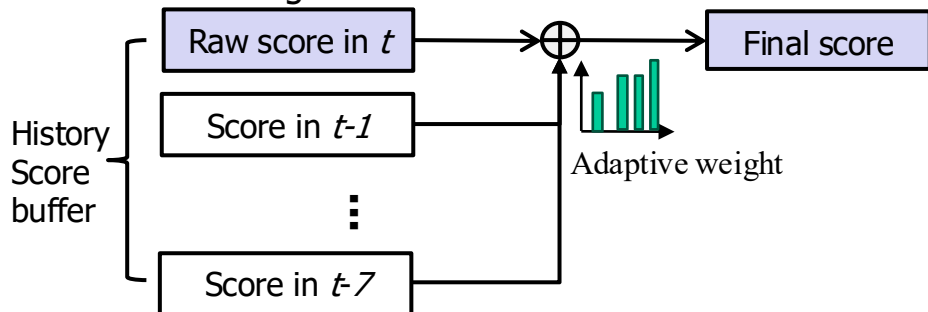 Raw score in t
Final score
Score in t-1
History
Score
buffer
Adaptive weight
Score in t-7